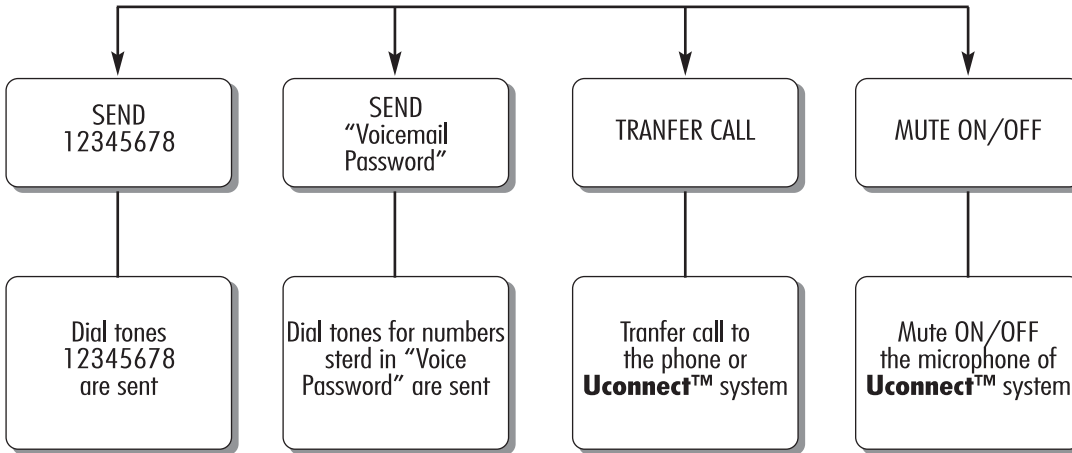 SEND
12345678
SEND
“Voicemail
Password”
TRANFER CALL
MUTE ON/OFF
Dial tones
12345678
are sent
Dial tones for numbers
sterd in “Voice
Password” are sent
Tranfer call to
the phone or
Uconnect™ system
Mute ON/OFF
the microphone of
Uconnect™ system